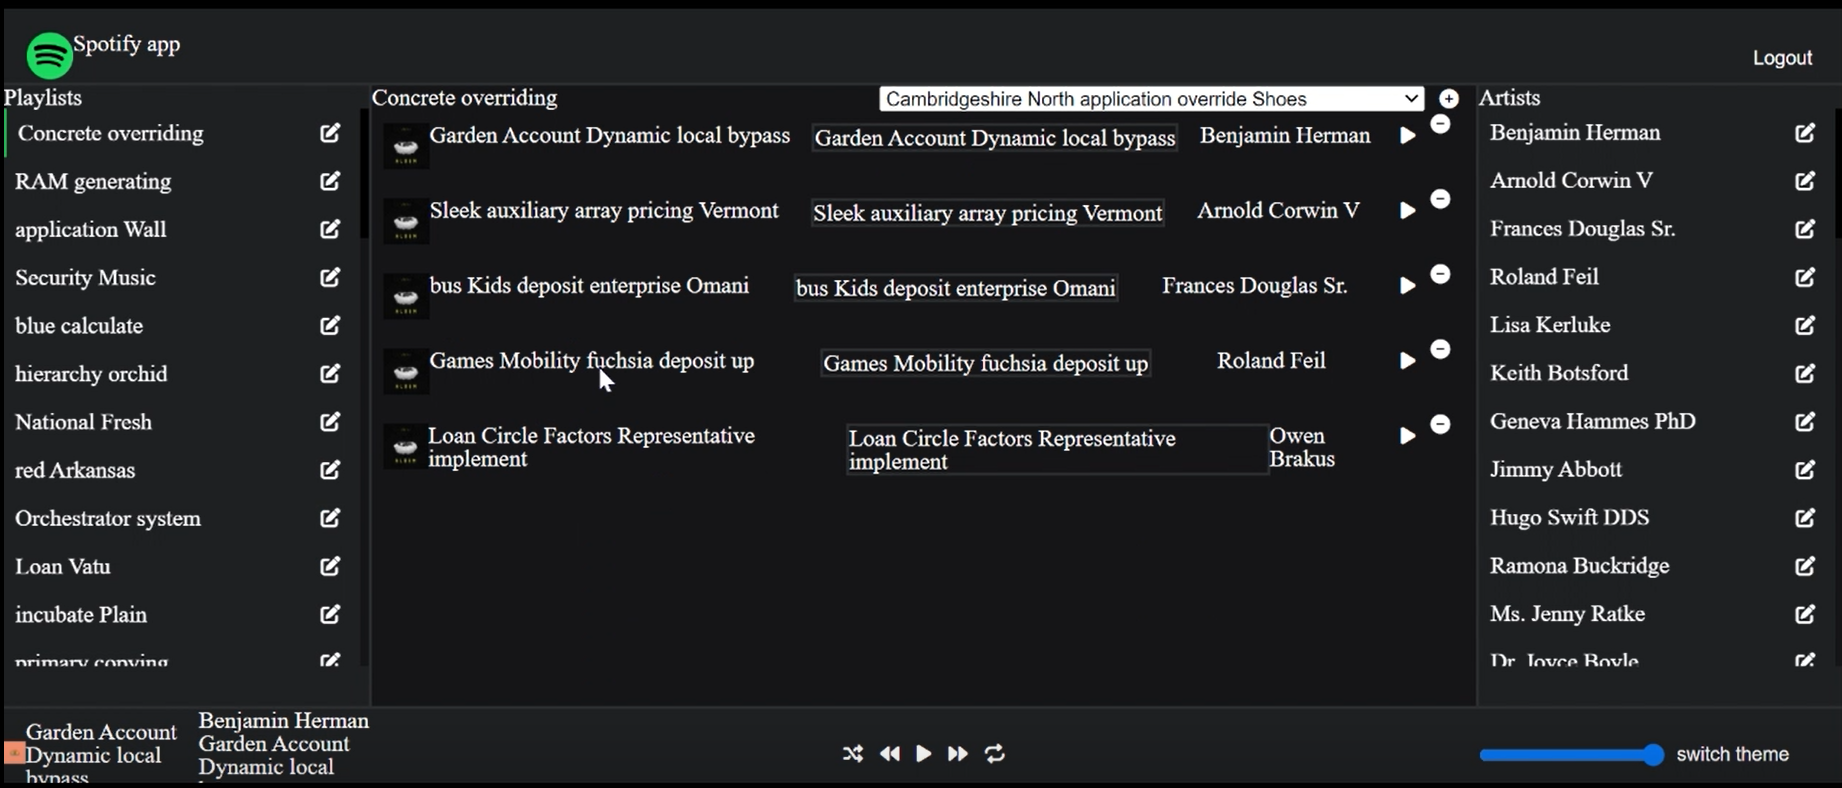 Spotify app
Logout
Playlists
Concrete overriding
RAM generating
application Wall
Security Music
blue calculate
hierarchy orchid
National Fresh
red Arkansas
Orchestrator system
Loan Vatu
incubate Plain
primary copying
Concrete overriding
Cambridgeshire North application override Shoes
Garden Account Dynamic local bypass
Garden Account Dynamic local bypass
Benjamin Herman
Sleek auxiliary array pricing Vermont
Sleek auxiliary array pricing Vermont
Arnold Corwin V
bus Kids deposit enterprise Omani
bus Kids deposit enterprise Omani
Frances Douglas Sr.
Games Mobility fuchsia deposit up
Games Mobility fuchsia deposit up
Roland Feil
Loan Circle Factors Representative
implement
Loan Circle Factors Representative
implement
Owen
Brakus
Artists
Benjamin Herman
Arnold Corwin V
Frances Douglas Sr.
Roland Feil
Lisa Kerluke
Keith Botsford
Geneva Hammes PhD
Jimmy Abbott
Hugo Swift DDS
Ramona Buckridge
Ms. Jenny Ratke
Dr. Joyce Boyle
Garden Account
Dynamic local
bypass
Benjamin Herman
Garden Account
Dynamic local
switch theme